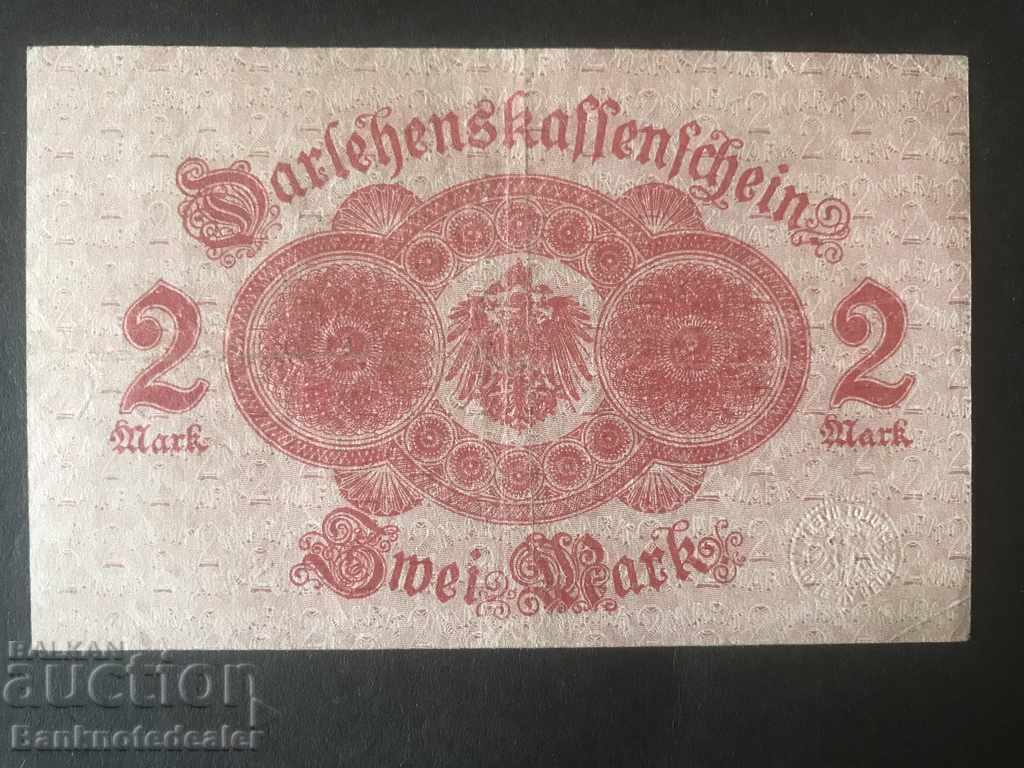 Darlehenskassenschein
2 2
Mark Mark
Zwei Mark
BALKAN
auction
Banknotedealer